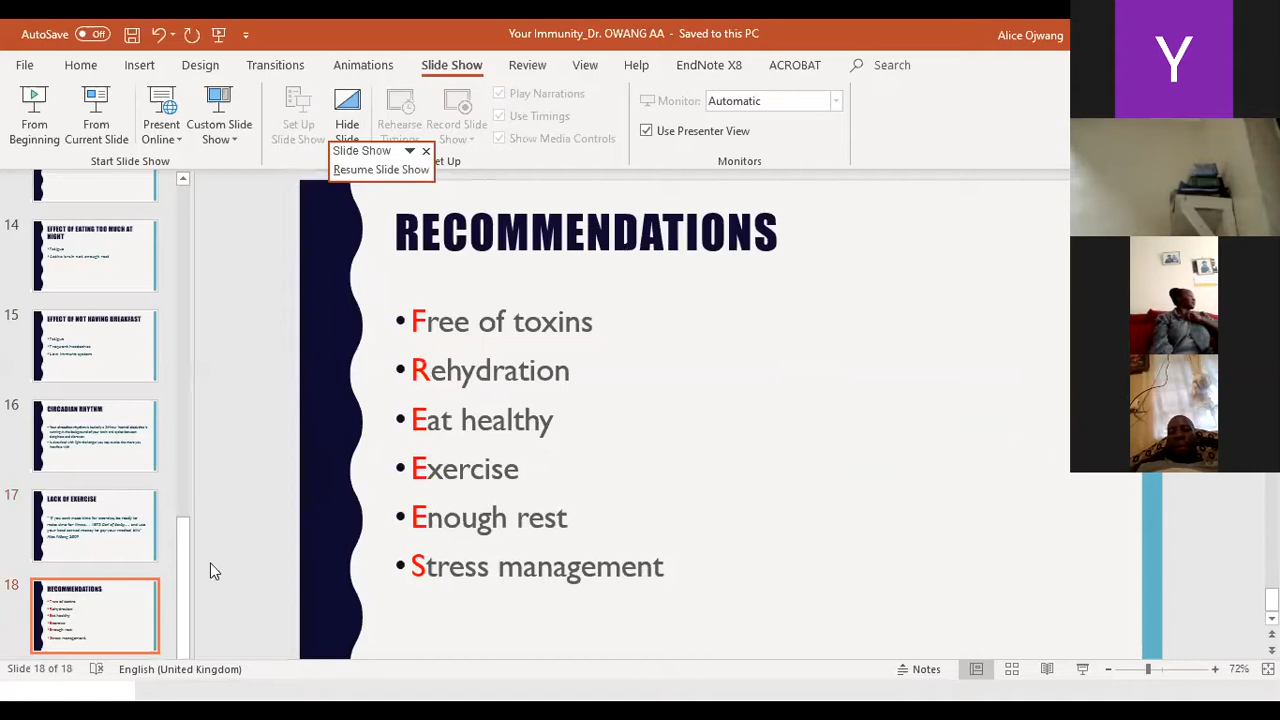 AutoSave Off
Your Immunity_Dr. OWANG AA - Saved to this PC
Alice Ojwang
Y
File Home Insert Design Transitions Animations Slide Show Review View Help EndNote X8 ACROBAT Search
From Beginning
From Current Slide
Present Online
Custom Slide Show
Set Up Slide Show
Hide Slide
Rehearse Timings
Record Slide Show
Play Narrations
Use Timings
Show Media Controls
Monitor: Automatic
Use Presenter View
Start Slide Show
et Up
Monitors
Slide Show
Resume Slide Show
14
EFFECT OF EATING TOO MUCH AT NIGHT
Fatigue
15
EFFECT OF NOT HAVING BREAKFAST
Fatigue
16
CIRCADIAN RHYTHM
17
LACK OF EXERCISE
18
RECOMMENDATIONS
RECOMMENDATIONS
• Free of toxins
• Rehydration
• Eat healthy
• Exercise
• Enough rest
• Stress management
Slide 18 of 18
English (United Kingdom)
Notes
72%